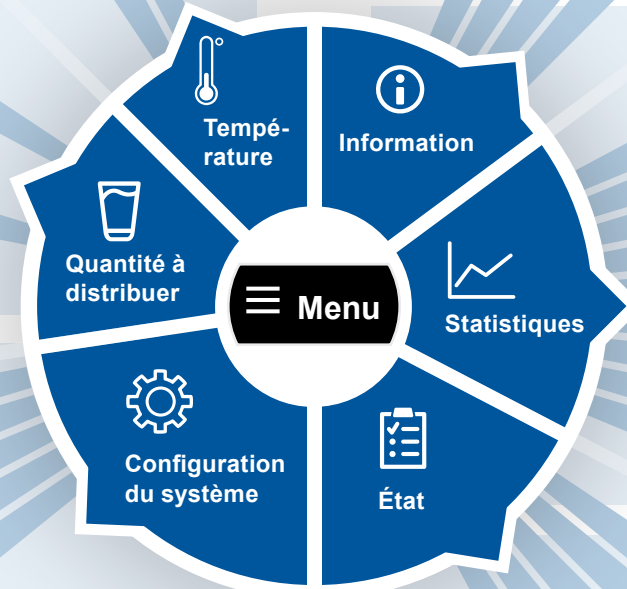 Tempé-
rature
Information
Quantité à
distribuer
Menu
Statistiques
Configuration
du système
État